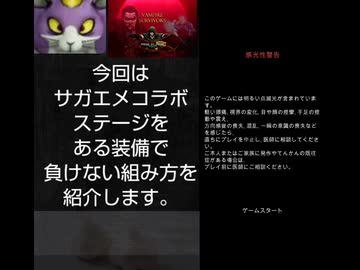 VAMPIRE
SURVIVORS
今回は
サガエメコラボ
ステージを
ある装備で
負けない組み方を
紹介します。
感光性警告
このゲームには明るい点滅光が含まれていま
す。
軽い頭痛、視界の変化、目や顔の痙攣、手足の痙
動や震え、
方向感覚の喪失、混乱、一瞬の意識の喪失など
を感じたら、
直ちにプレイを中止し、医師に相談してくださ
い。
ご本人またはご家族に発作やてんかんの既往
症がある場合は、
プレイ前に医師にご相談ください。
ゲームスタート